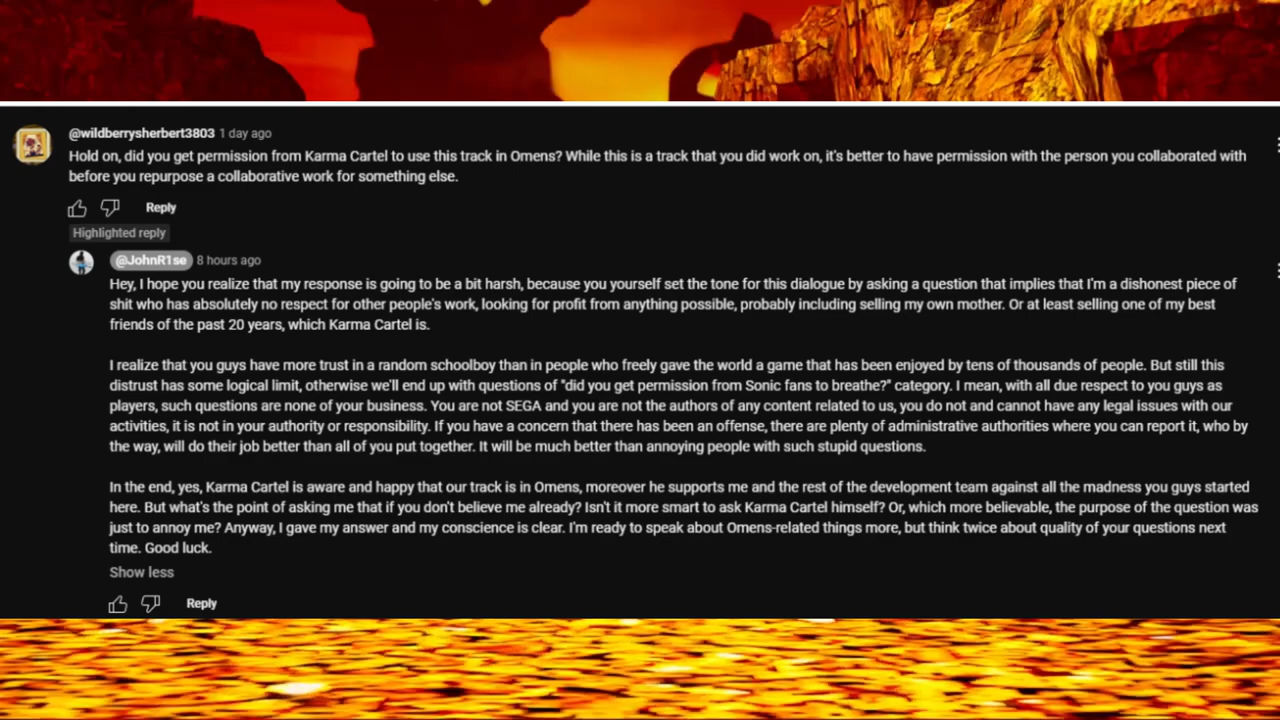 @wildberrysherbert3803 1 day ago
Hold on, did you get permission from Karma Cartel to use this track in Omens? While this is a track that you did work on, it's better to have permission with the person you collaborated with
before you repurpose a collaborative work for something else.
Reply
Highlighted reply
@JohnR1se 8 hours ago
Hey, I hope you realize that my response is going to be a bit harsh, because you yourself set the tone for this dialogue by asking a question that implies that I'm a dishonest piece of
shit who has absolutely no respect for other people's work, looking for profit from anything possible, probably including selling my own mother. Or at least selling one of my best
friends of the past 20 years, which Karma Cartel is.
I realize that you guys have more trust in a random schoolboy than in people who freely gave the world a game that has been enjoyed by tens of thousands of people. But still this
distrust has some logical limit, otherwise we'll end up with questions of "did you get permission from Sonic fans to breathe?" category. I mean, with all due respect to you guys as
players, such questions are none of your business. You are not SEGA and you are not the authors of any content related to us, you do not and cannot have any legal issues with our
activities, it is not in your authority or responsibility. If you have a concern that there has been an offense, there are plenty of administrative authorities where you can report it, who by
the way, will do their job better than all of you put together. It will be much better than annoying people with such stupid questions.
In the end, yes, Karma Cartel is aware and happy that our track is in Omens, moreover he supports me and the rest of the development team against all the madness you guys started
here. But what's the point of asking me that if you don't believe me already? Isn't it more smart to ask Karma Cartel himself? Or, which more believable, the purpose of the question was
just to annoy me? Anyway, I gave my answer and my conscience is clear. I'm ready to speak about Omens-related things more, but think twice about quality of your questions next
time. Good luck.
Show less
Reply